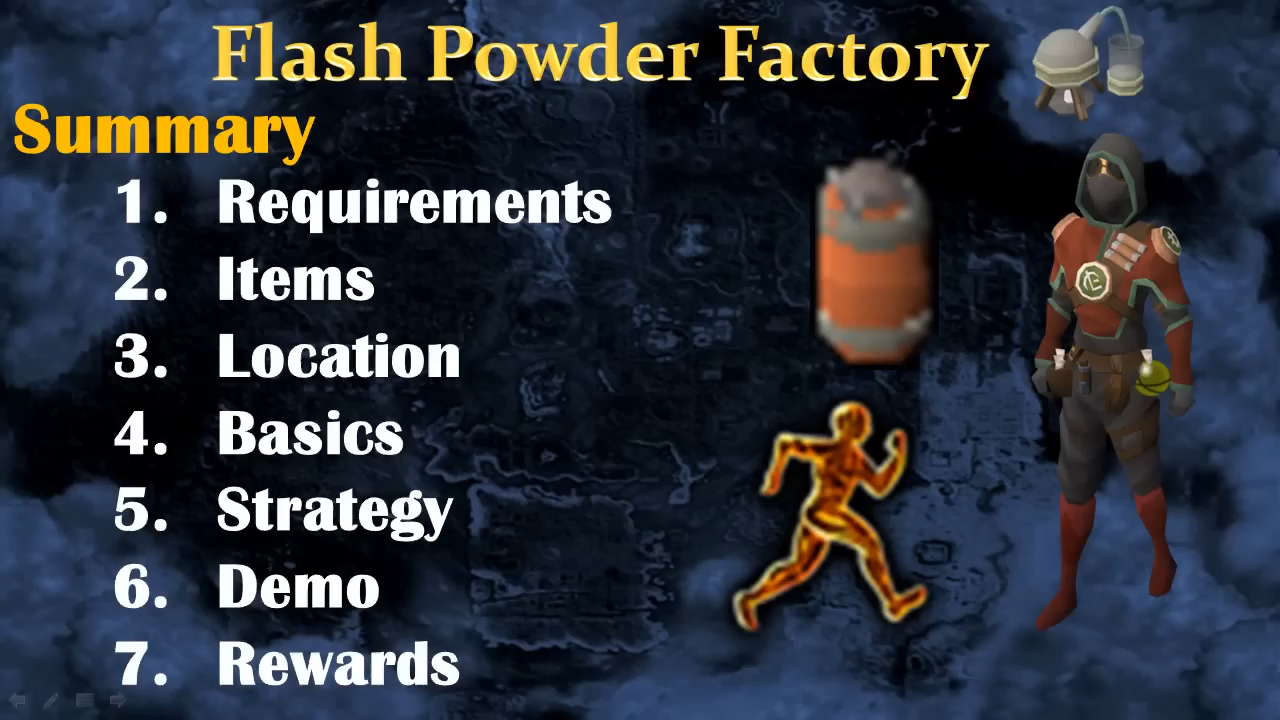 Flash Powder Factory
Summary
1. Requirements
2. Items
3. Location
4. Basics
5. Strategy
6. Demo
7. Rewards